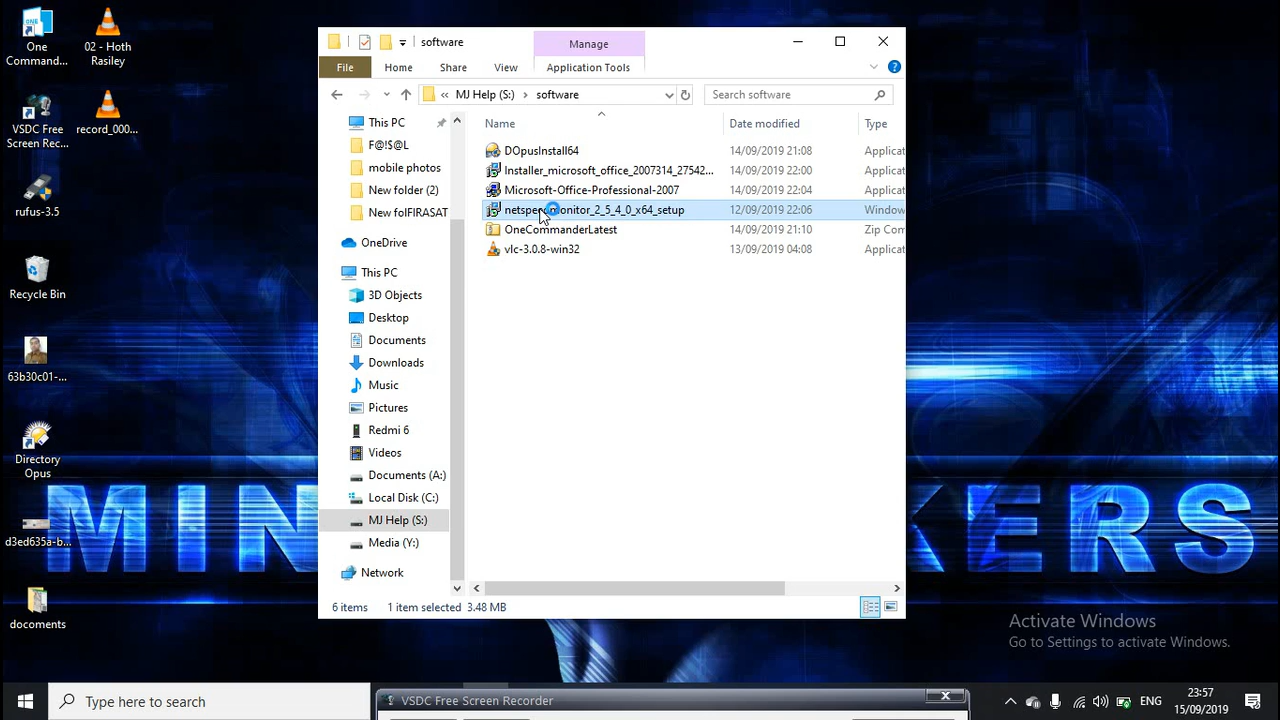 One
Command...
02 - Hoth
Rasiley
VSDC Free
Screen Rec...
record_000...
rufus-3.5
Recycle Bin
63b30c01-...
Directory
Opus
d3ed635a-b...
docoments
software
Manage
File
Home
Share
View
Application Tools
« MJ Help (S:) > software
Search software
This PC
F@!$@L
mobile photos
New folder (2)
New folFIRASAT
OneDrive
This PC
3D Objects
Desktop
Documents
Downloads
Music
Pictures
Redmi 6
Videos
Documents (A:)
Local Disk (C:)
MJ Help (S:)
Media (Y:)
Network
Name Date modified Type
DOpusInstall64 14/09/2019 21:08 Applicat
Installer_microsoft_office_2007314_27542... 14/09/2019 22:00 Applicat
Microsoft-Office-Professional-2007 14/09/2019 22:04 Applicat
12/09/2019 22:06 Window
OneCommanderLatest 14/09/2019 21:10 Zip Com
vlc-3.0.8-win32 13/09/2019 04:08 Applicat
6 items 1 item selected 3.48 MB
Activate Windows
Go to Settings to activate Windows.
Type here to search
VSDC Free Screen Recorder
ENG
23:57
15/09/2019